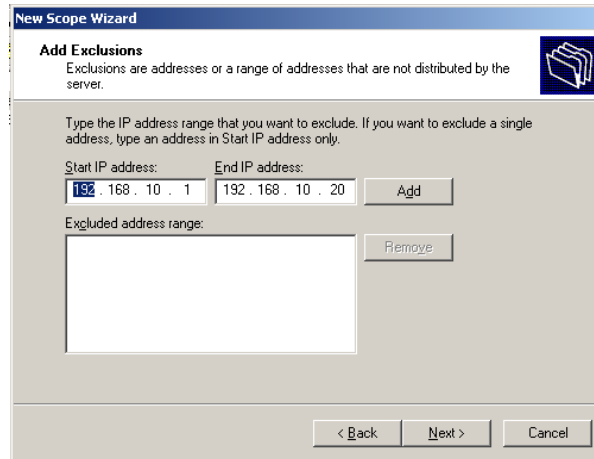 New Scope Wizard
Add Exclusions
Exclusions are addresses or a range of addresses that are not distributed by the
server.
Type the IP address range that you want to exclude. If you want to exclude a single
address, type an address in Start IP address only.
Start IP address: End IP address:
192 . 168 . 10 . 1 192 . 168 . 10 . 20 Add
Excluded address range:
Remove
< Back Next > Cancel